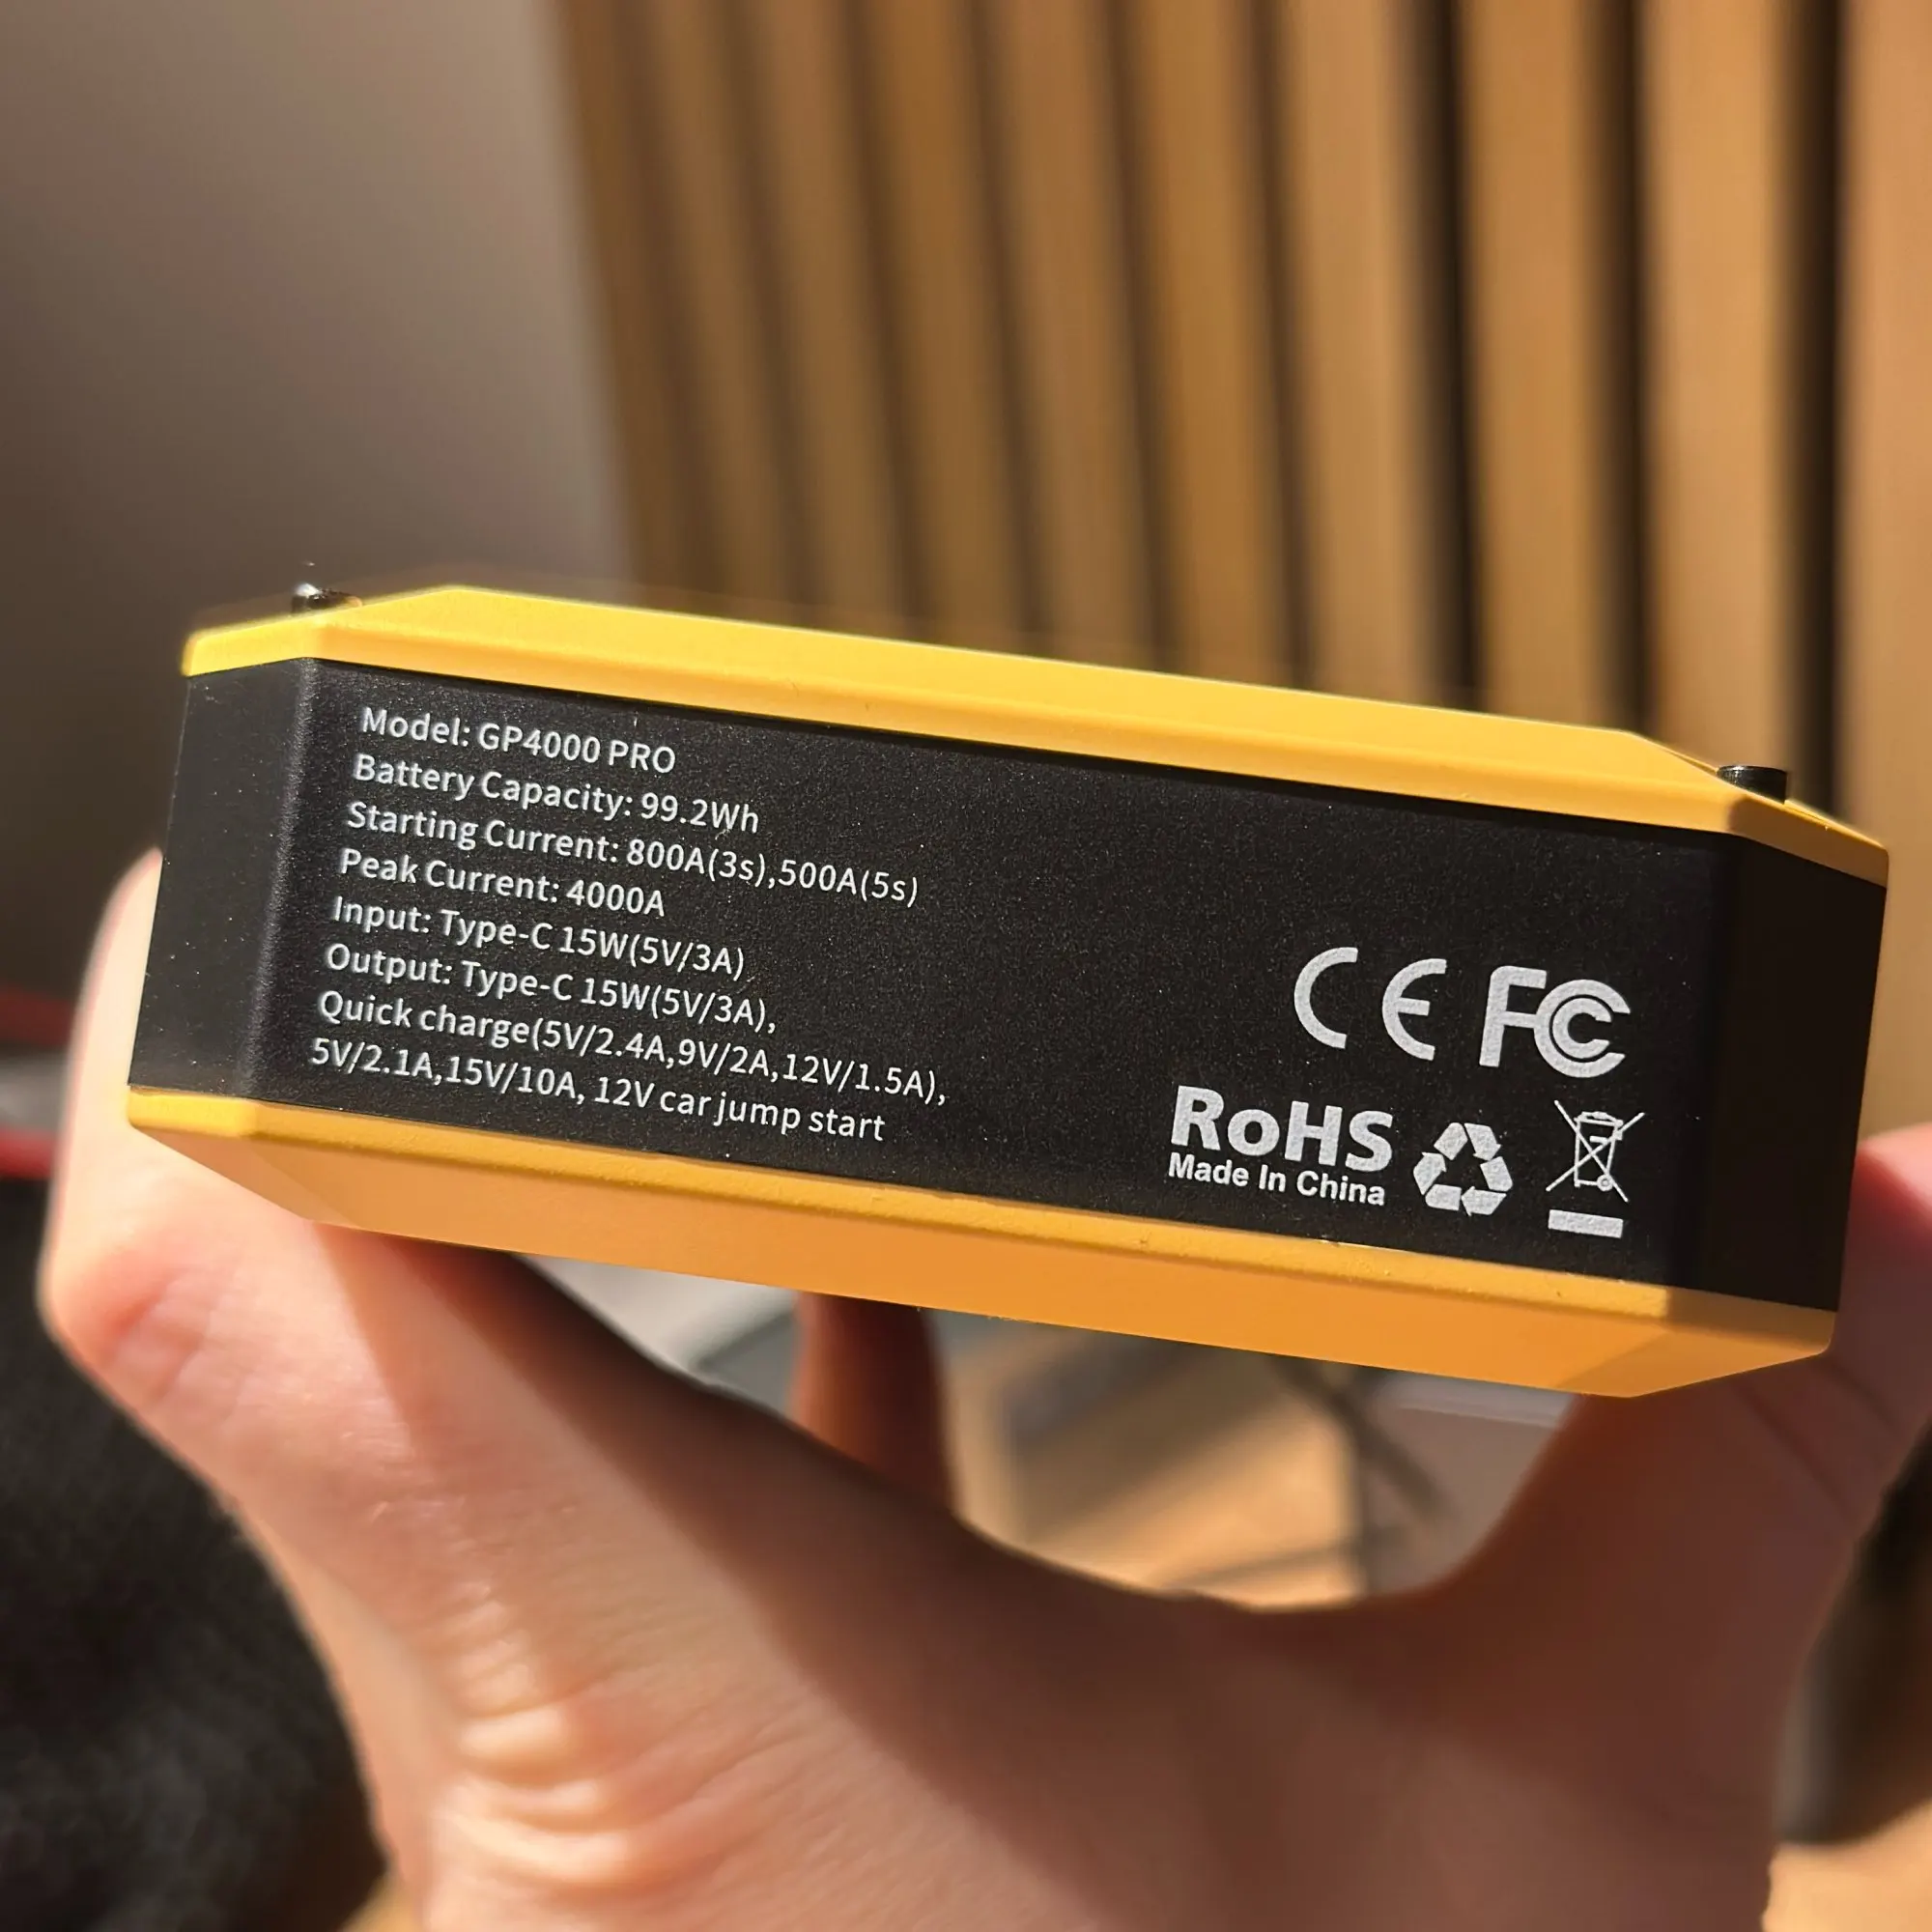 Model: GP4000 PRO
Battery Capacity: 99.2Wh
Starting Current: 800A(3s),500A(5s)
Peak Current: 4000A
Input: Type-C 15W(5V/3A)
Output: Type-C 15W(5V/3A),
Quick charge(5V/2.4A,9V/2A,12V/1.5A),
5V/2.1A,15V/10A, 12V car jump start
CE FC
RoHS
Made In China